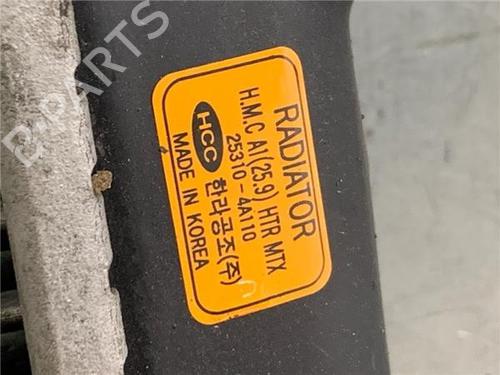 RADIATOR
H.M.C A1(25.9) HTR MTX
25310-4A110
HCC 한라공조(주)
MADE IN KOREA
B-PARTS